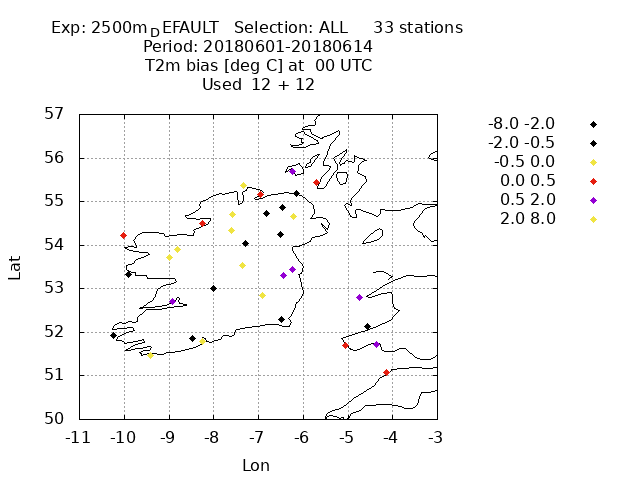 Exp: 2500mDEFAULT Selection: ALL 33 stations
Period: 20180601-20180614
T2m bias [deg C] at 00 UTC
Used 12 + 12
57
56
55
54
53
52
51
50
Lat
-11 -10 -9 -8 -7 -6 -5 -4 -3
Lon
-8.0 -2.0
-2.0 -0.5
-0.5 0.0
0.0 0.5
0.5 2.0
2.0 8.0